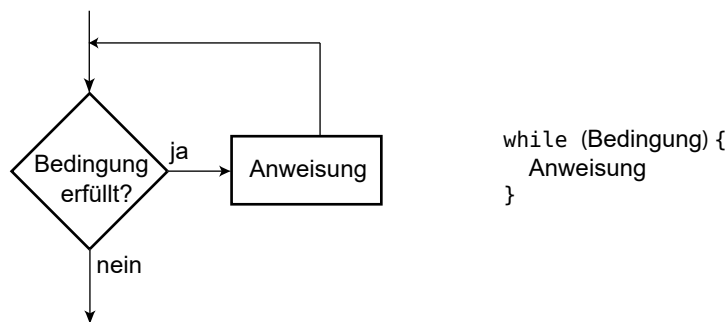 Bedingung
erfüllt?
ja
Anweisung
nein
while (Bedingung) {
Anweisung
}